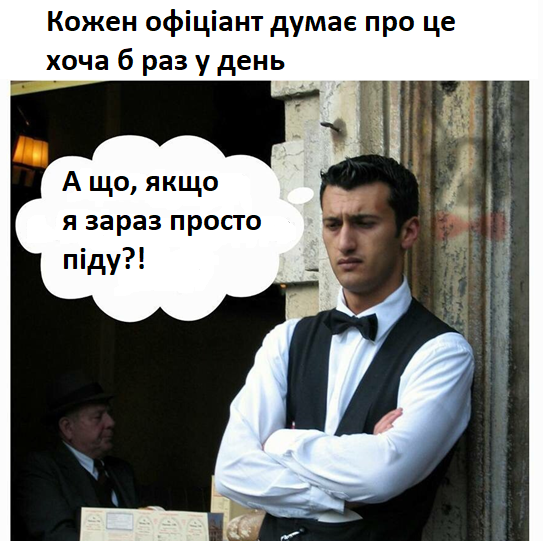 Кожен офіціант думає про це
хоча б раз у день
А що, якщо
я зараз просто
піду?!